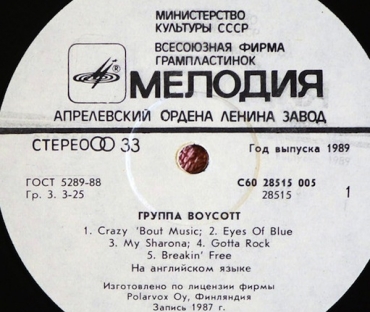 МИНИСТЕРСТВО
КУЛЬТУРЫ СССР
ВСЕСОЮЗНАЯ ФИРМА
ГРАМПЛАСТИНОК
® МЕЛОДИЯ
АПРЕЛЕВСКИЙ ОРДЕНА ЛЕНИНА ЗАВОД
СТЕРЕО 33
Год выпуска 1989
ГОСТ 5289-88
С60 28515 005
Гр. 3. 3-25
28515
1
ГРУППА BOYCOTT
1. Crazy 'Bout Music; 2. Eyes Of Blue
3. My Sharona; 4. Gotta Rock
5. Breakin' Free
На английском языке
Изготовлено по лицензии фирмы
Polarvox Oy, Финляндия
Запись 1987 г.